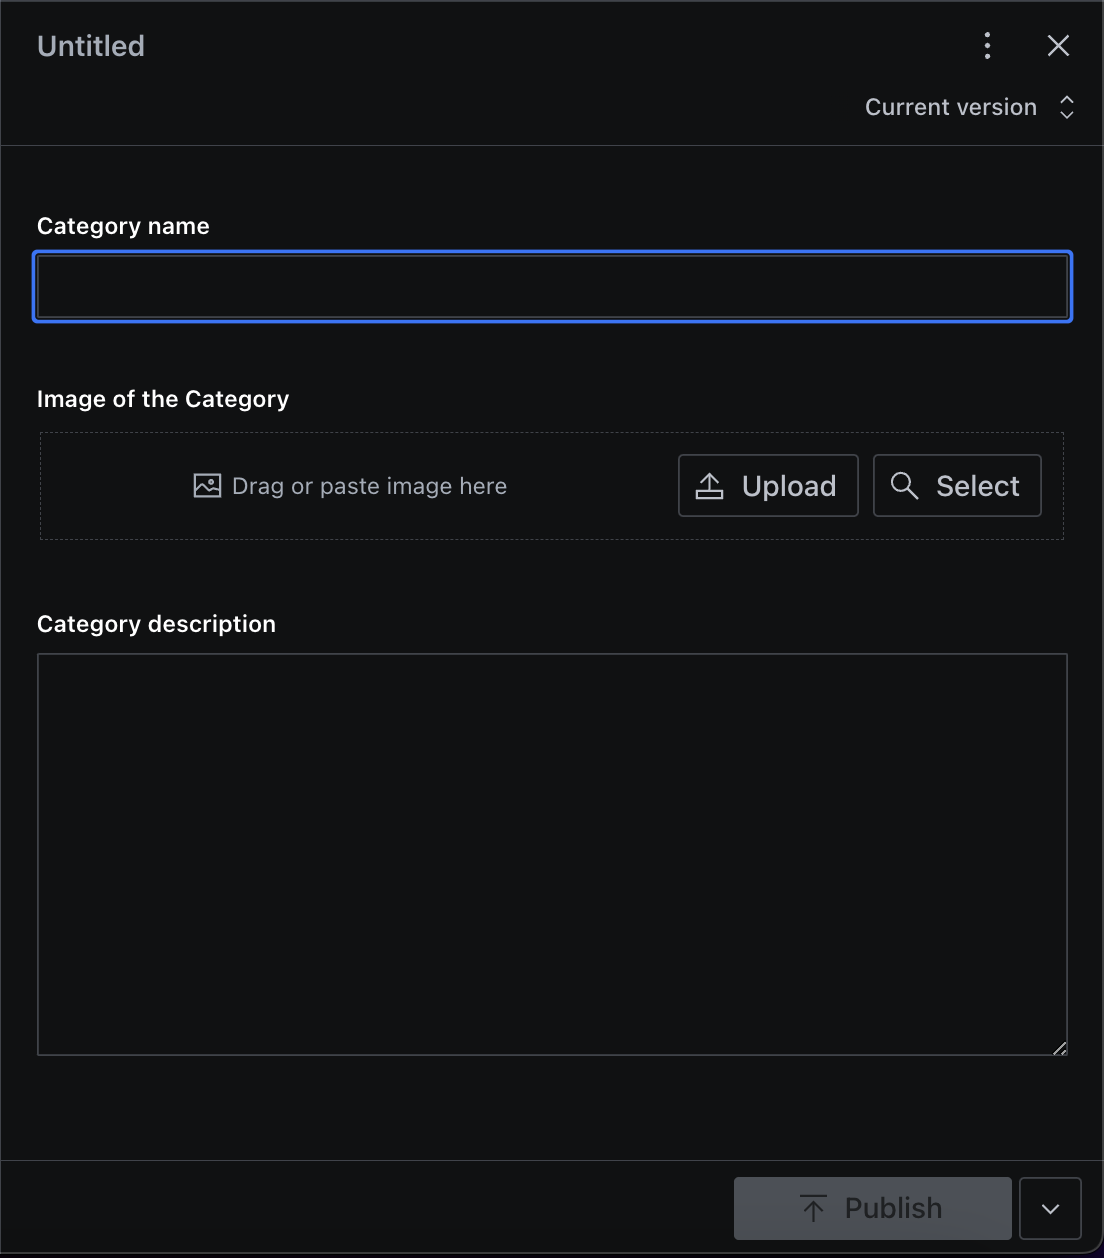 Untitled
Current version
Category name
Image of the Category
Drag or paste image here
Upload
Select
Category description
Publish